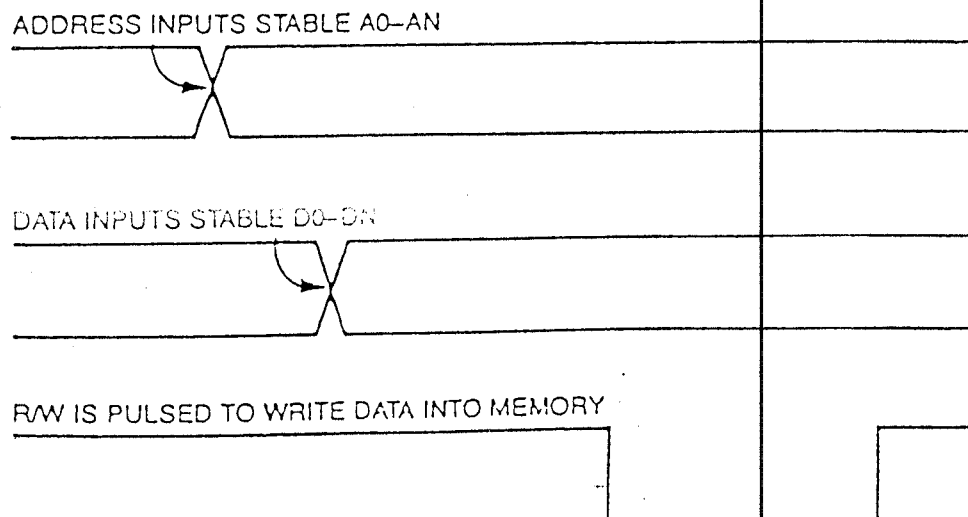 ADDRESS INPUTS STABLE A0–AN
DATA INPUTS STABLE D0–DN
R/W IS PULSED TO WRITE DATA INTO MEMORY